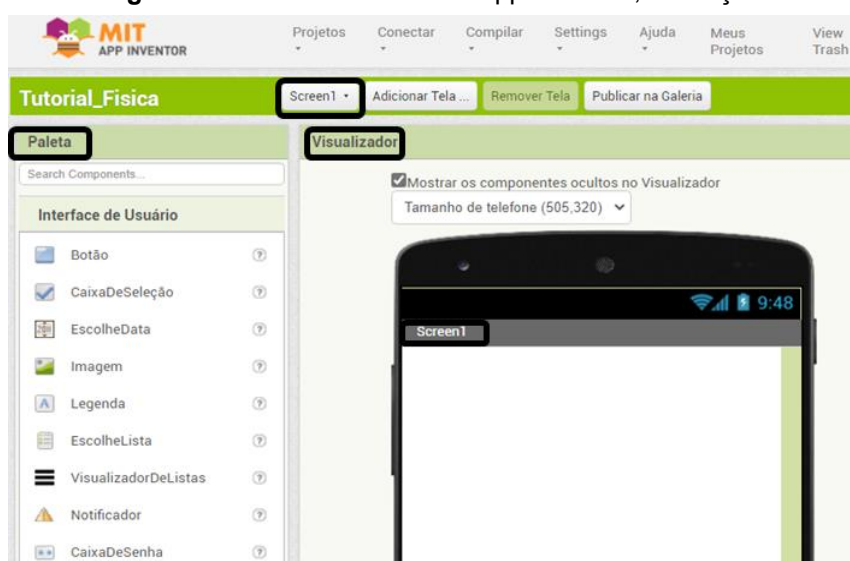 MIT
APP INVENTOR
Projetos
Conectar
Compilar
Settings
Ajuda
Meus
Projetos
View
Trash
Tutorial_Fisica
Screen1
Adicionar Tela ...
Remover Tela
Publicar na Galeria
Paleta
Search Components...
Interface de Usuário
Botão
CaixaDeSeleção
EscolheData
Imagem
Legenda
EscolheLista
VisualizadorDeListas
Notificador
CaixaDeSenha
Visualizador
Mostrar os componentes ocultos no Visualizador
Tamanho de telefone (505,320)
9:48
Screen1